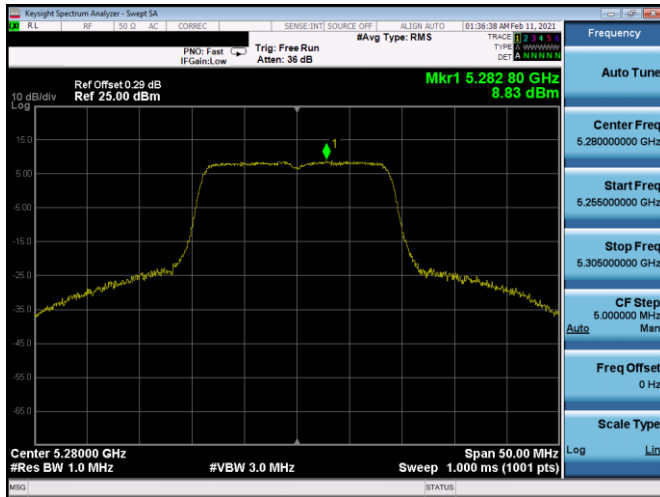 Keysight Spectrum Analyzer - Swept SA
RL RF 50 Ω AC CORREC SENSE:INT SOURCE OFF ALIGN AUTO 01:36:38 AM Feb 11, 2021
#Avg Type: RMS
TRACE 1 2 3 4 5 6
PNO: Fast Trig: Free Run TYPE A WWWWW
IFGain:Low Atten: 36 dB DET A N N N N N
Mkr1 5.282 80 GHz
8.83 dBm
Ref Offset 0.29 dB
10 dB/div Ref 25.00 dBm
Log
1
15.0
5.00
-5.00
-15.0
-25.0
-35.0
-45.0
-55.0
-65.0
Center 5.28000 GHz Span 50.00 MHz
#Res BW 1.0 MHz #VBW 3.0 MHz Sweep 1.000 ms (1001 pts)
MSG STATUS
Frequency
Auto Tune
Center Freq
5.280000000 GHz
Start Freq
5.255000000 GHz
Stop Freq
5.305000000 GHz
CF Step
5.000000 MHz
Auto Man
Freq Offset
0 Hz
Scale Type
Log Lin